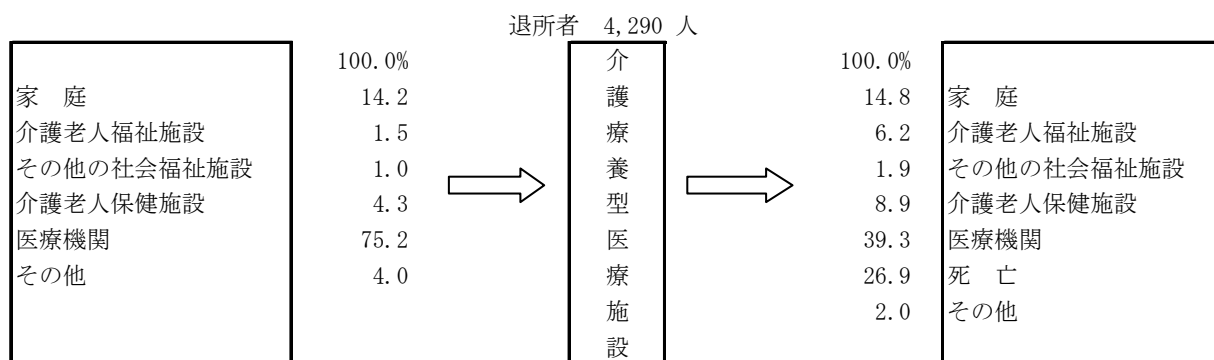 退所者 4,290 人
100.0% 介 100.0%
家 庭 14.2 護 14.8 家 庭
介護老人福祉施設 1.5 療 6.2 介護老人福祉施設
その他の社会福祉施設 1.0 養 1.9 その他の社会福祉施設
介護老人保健施設 4.3 型 8.9 介護老人保健施設
医療機関 75.2 医 39.3 医療機関
その他 4.0 療 26.9 死 亡
施 2.0 その他
設